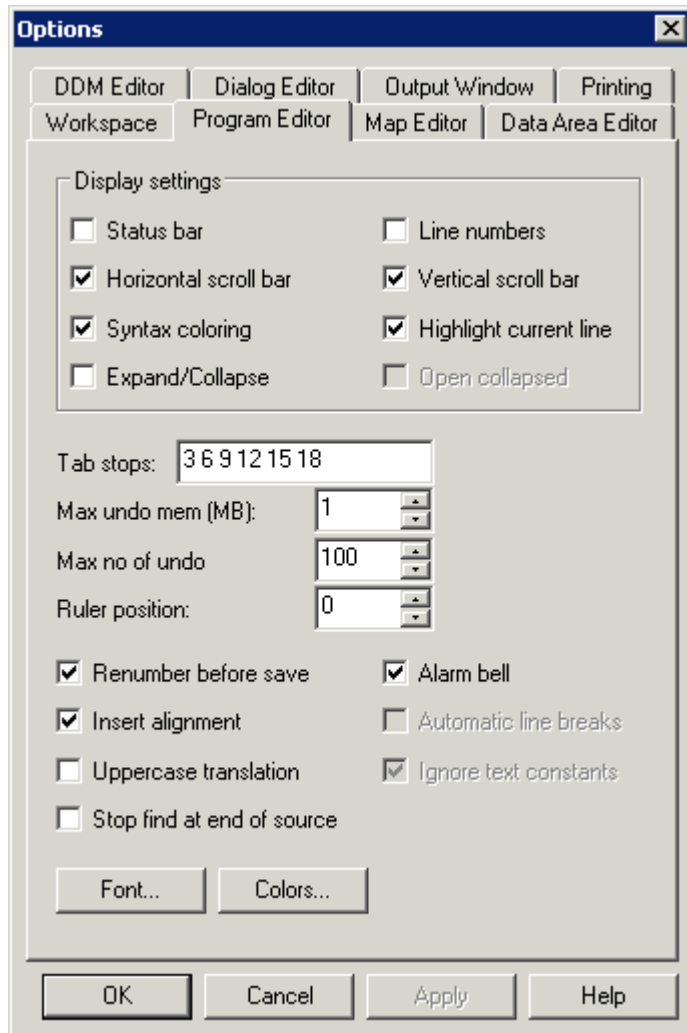 Options
DDM Editor Dialog Editor Output Window Printing
Workspace Program Editor Map Editor Data Area Editor
Display settings
Status bar Line numbers
Horizontal scroll bar Vertical scroll bar
Syntax coloring Highlight current line
Expand/Collapse Open collapsed
Tab stops: 3 6 9 12 15 18
Max undo mem (MB): 1
Max no of undo 100
Ruler position: 0
Renumber before save Alarm bell
Insert alignment Automatic line breaks
Uppercase translation Ignore text constants
Stop find at end of source
Font... Colors...
OK Cancel Apply Help